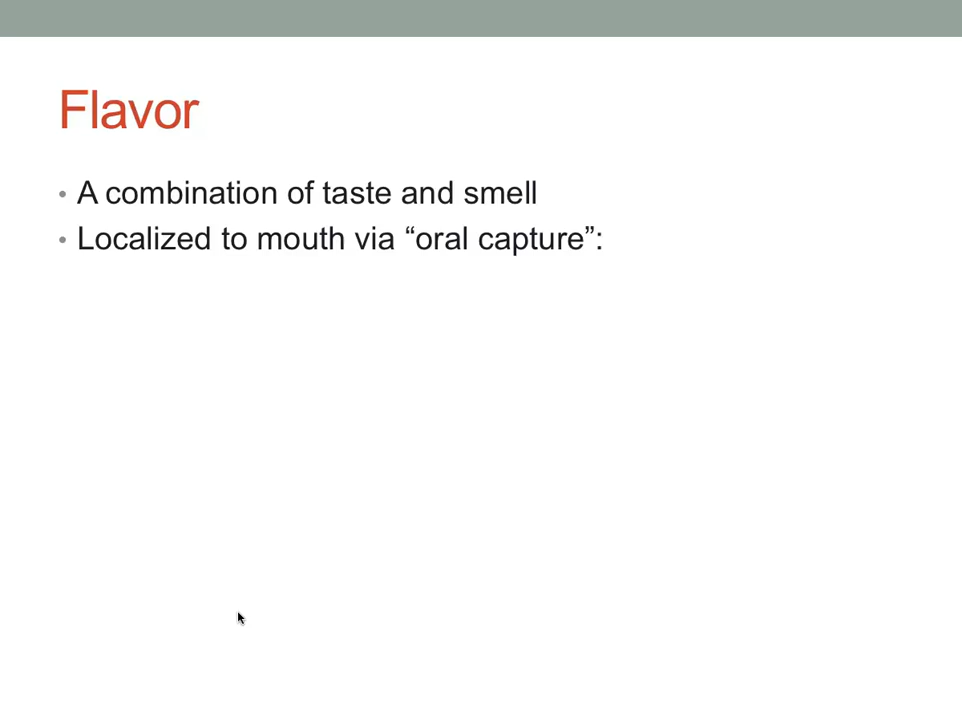 Flavor
• A combination of taste and smell
• Localized to mouth via “oral capture”: